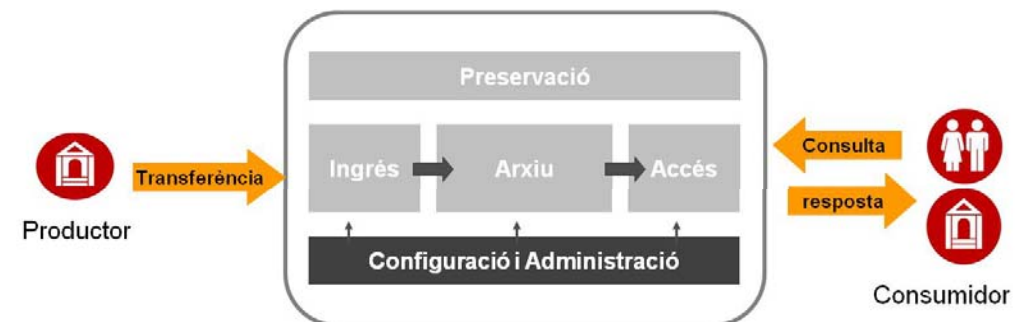 Preservació
Ingrés
Arxiu
Accés
Configuració i Administració
Transferència
Productor
Consulta
resposta
Consumidor